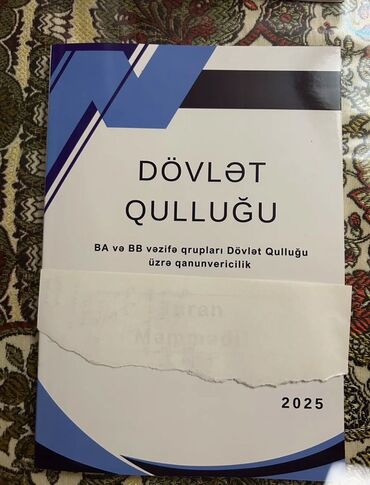 DÖVLƏT
QULLUĞU
BA və BB vəzifə qrupları Dövlət Qulluğu
üzrə qanunvericilik
2025